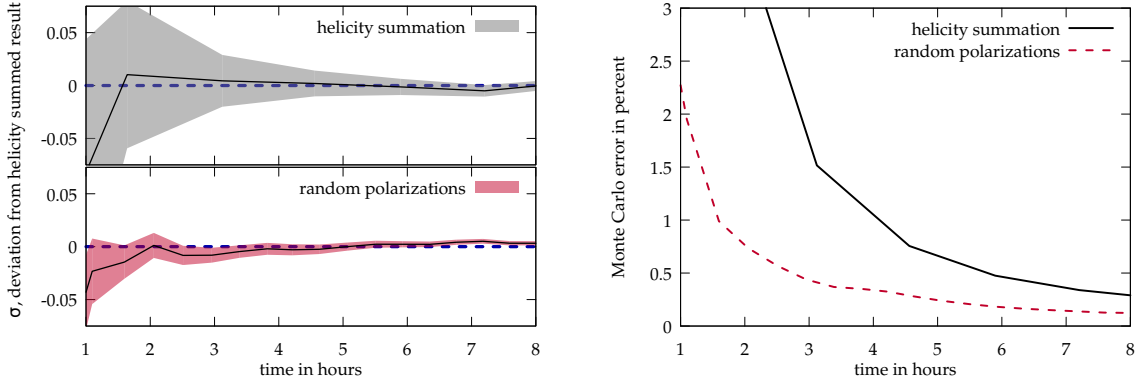 σ, deviation from helicity summed result
0.05
0
-0.05
helicity summation
0.05
0
-0.05
random polarizations
1 2 3 4 5 6 7 8
time in hours
Monte Carlo error in percent
3
2.5
2
1.5
1
0.5
0
helicity summation
random polarizations
1 2 3 4 5 6 7 8
time in hours